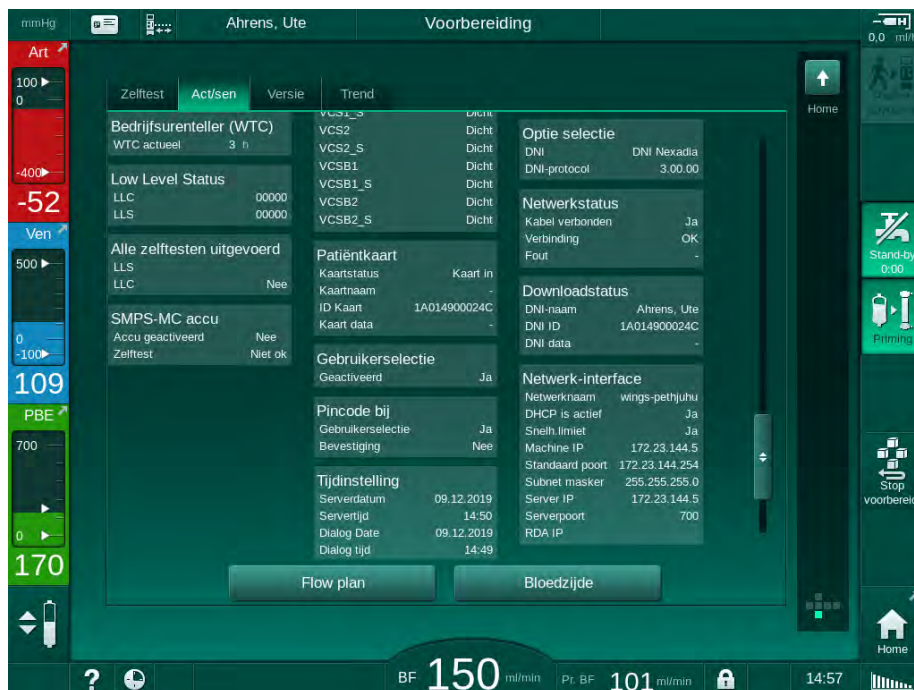 mmHg
Ahrens, Ute
Voorbereiding
0,0 ml/h
Art
100
0
-400
-52
Ven
500
0
-100
109
PBE
700
0
170
Zelftest
Act/sen
Versie
Trend
Home
Bedrijfsurenteller (WTC)
WTC actueel 3 h
Low Level Status
LLC 00000
LLS 00000
Alle zelftesten uitgevoerd
LLS
LLC Nee
SMPS-MC accu
Accu geactiveerd Nee
Zelftest Niet ok
VCS1_S Dicht
VCS2 Dicht
VCS2_S Dicht
VCSB1 Dicht
VCSB1_S Dicht
VCSB2 Dicht
VCSB2_S Dicht
Patiëntkaart
Kaartstatus Kaart in
Kaartnaam -
ID Kaart 1A014900024C
Kaart data -
Gebruikerselectie
Geactiveerd Ja
Pincode bij
Gebruikerselectie Ja
Bevestiging Nee
Tijdinstelling
Serverdatum 09.12.2019
Servertijd 14:50
Dialog Date 09.12.2019
Dialog tijd 14:49
Optie selectie
DNI DNI Nexadia
DNI-protocol 3.00.00
Netwerkstatus
Kabel verbonden Ja
Verbinding OK
Fout -
Downloadstatus
DNI-naam Ahrens, Ute
DNI ID 1A014900024C
DNI data -
Netwerk-interface
Netwerknaam wings-pethjuhu
DHCP is actief Ja
Snelh.limiet Ja
Machine IP 172.23.144.5
Standaard poort 172.23.144.254
Subnet masker 255.255.255.0
Server IP 172.23.144.5
Serverpoort 700
RDA IP
Flow plan
Bloedzijde
Stand-by
0:00
Priming
Stop
voorbereid
Home
? BF 150 ml/min Pr. BF 101 ml/min 14:57